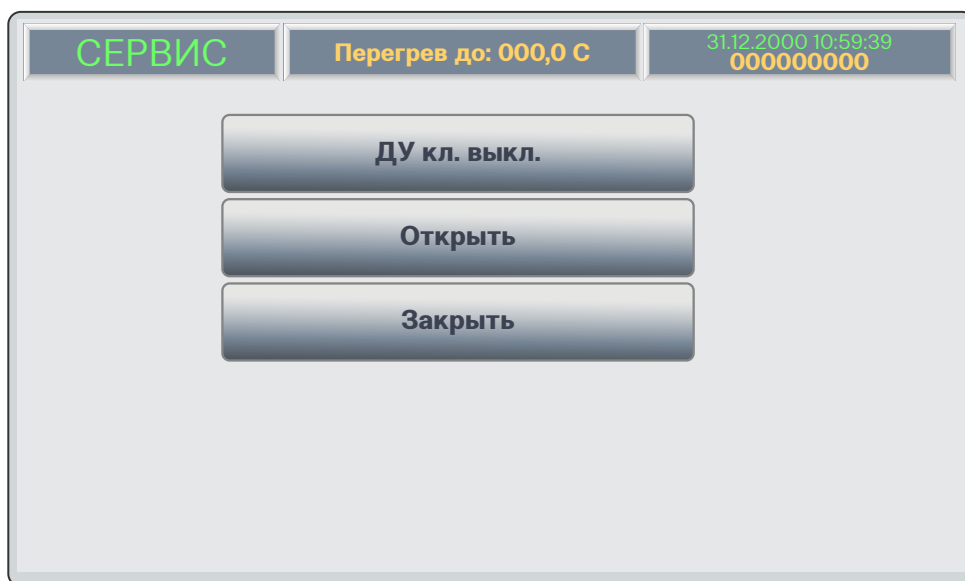 СЕРВИС
Перегрев до: 000,0 С
31.12.2000 10:59:39
000000000
ДУ кл. выкл.
Открыть
Закрыть